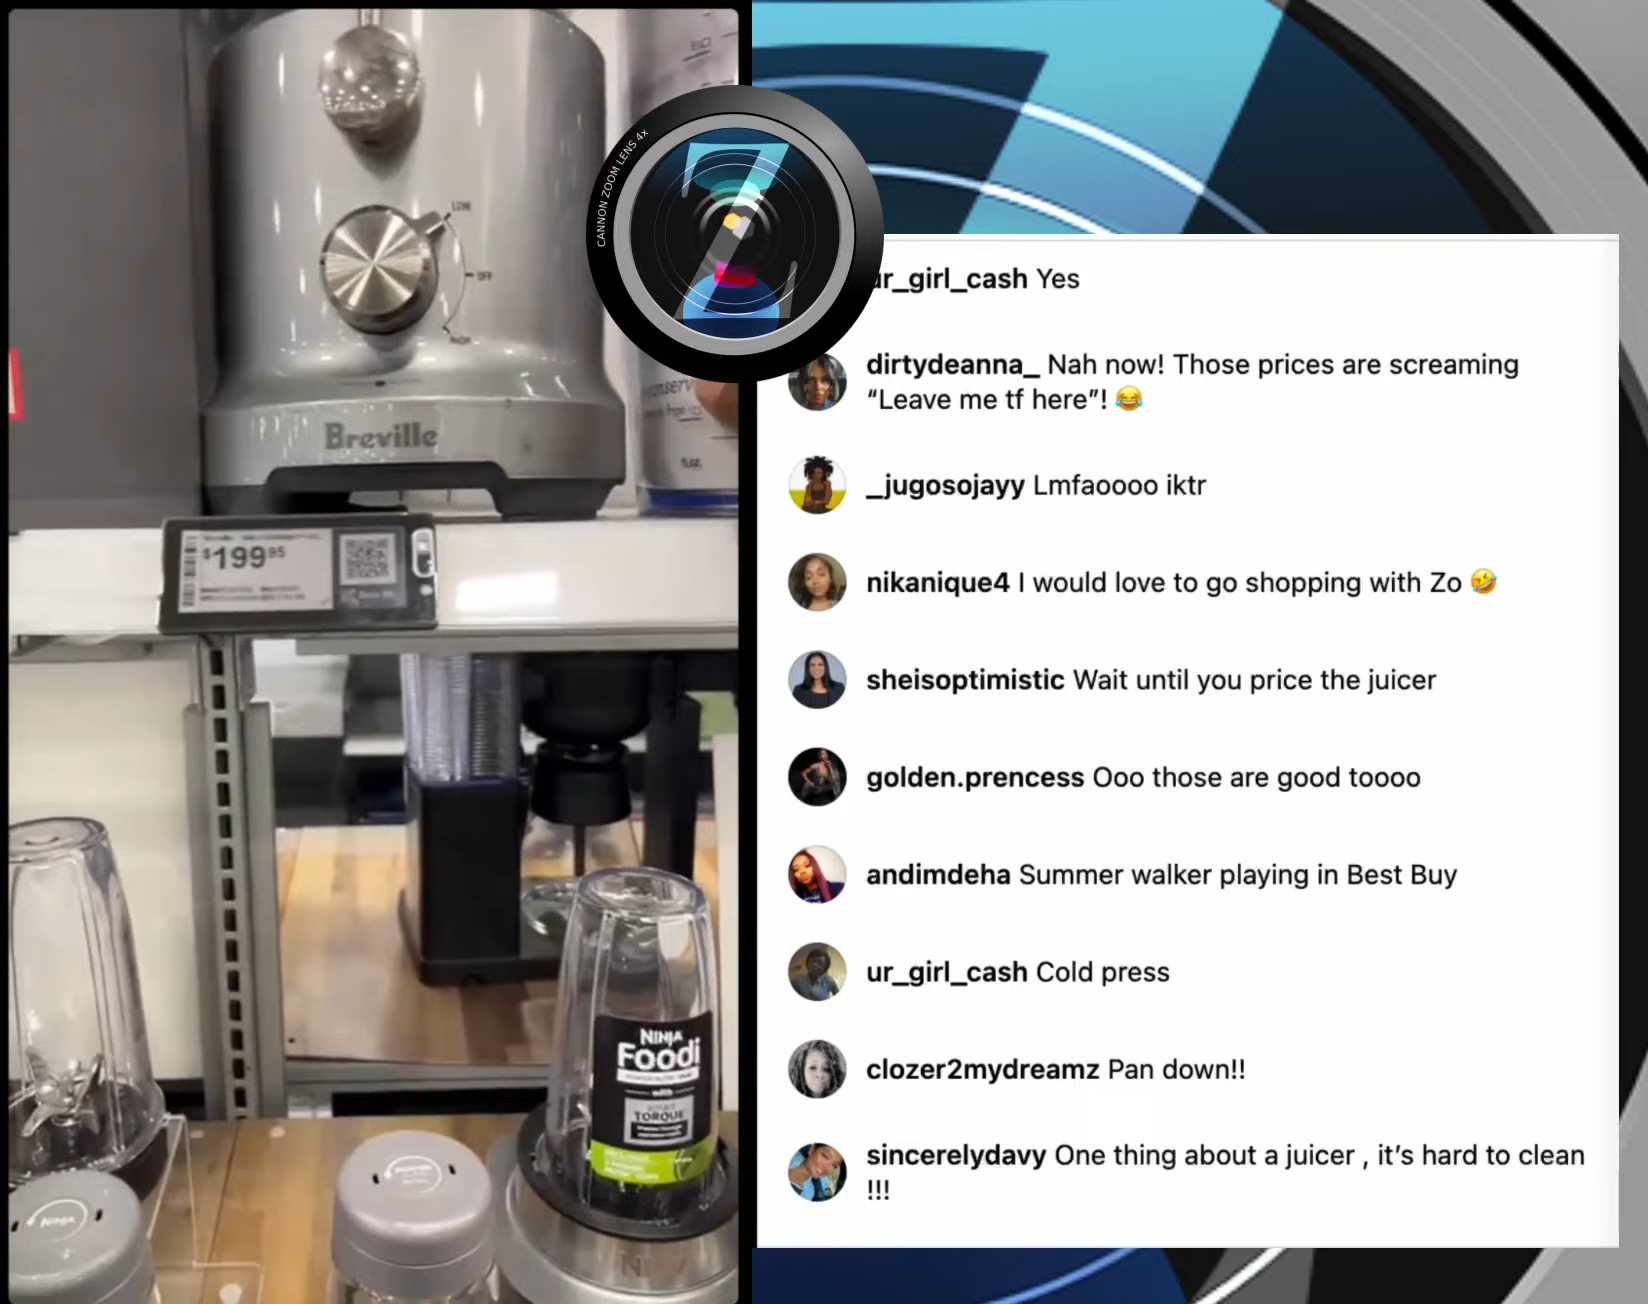 LOW
OFF
HIGH
Breville
$199 95
CANNON ZOOM LENS 4x
NINJA
Foodi
with
TORQUE
NINJA
ur_girl_cash Yes
dirtydeanna_ Nah now! Those prices are screaming
“Leave me tf here”! 😂
_jugosojayy Lmfaoooo iktr
nikanique4 I would love to go shopping with Zo 🤣
sheisoptimistic Wait until you price the juicer
golden.prencess Ooo those are good toooo
andimdeha Summer walker playing in Best Buy
ur_girl_cash Cold press
clozer2mydreamz Pan down!!
sincerelydavy One thing about a juicer , it’s hard to clean
!!!